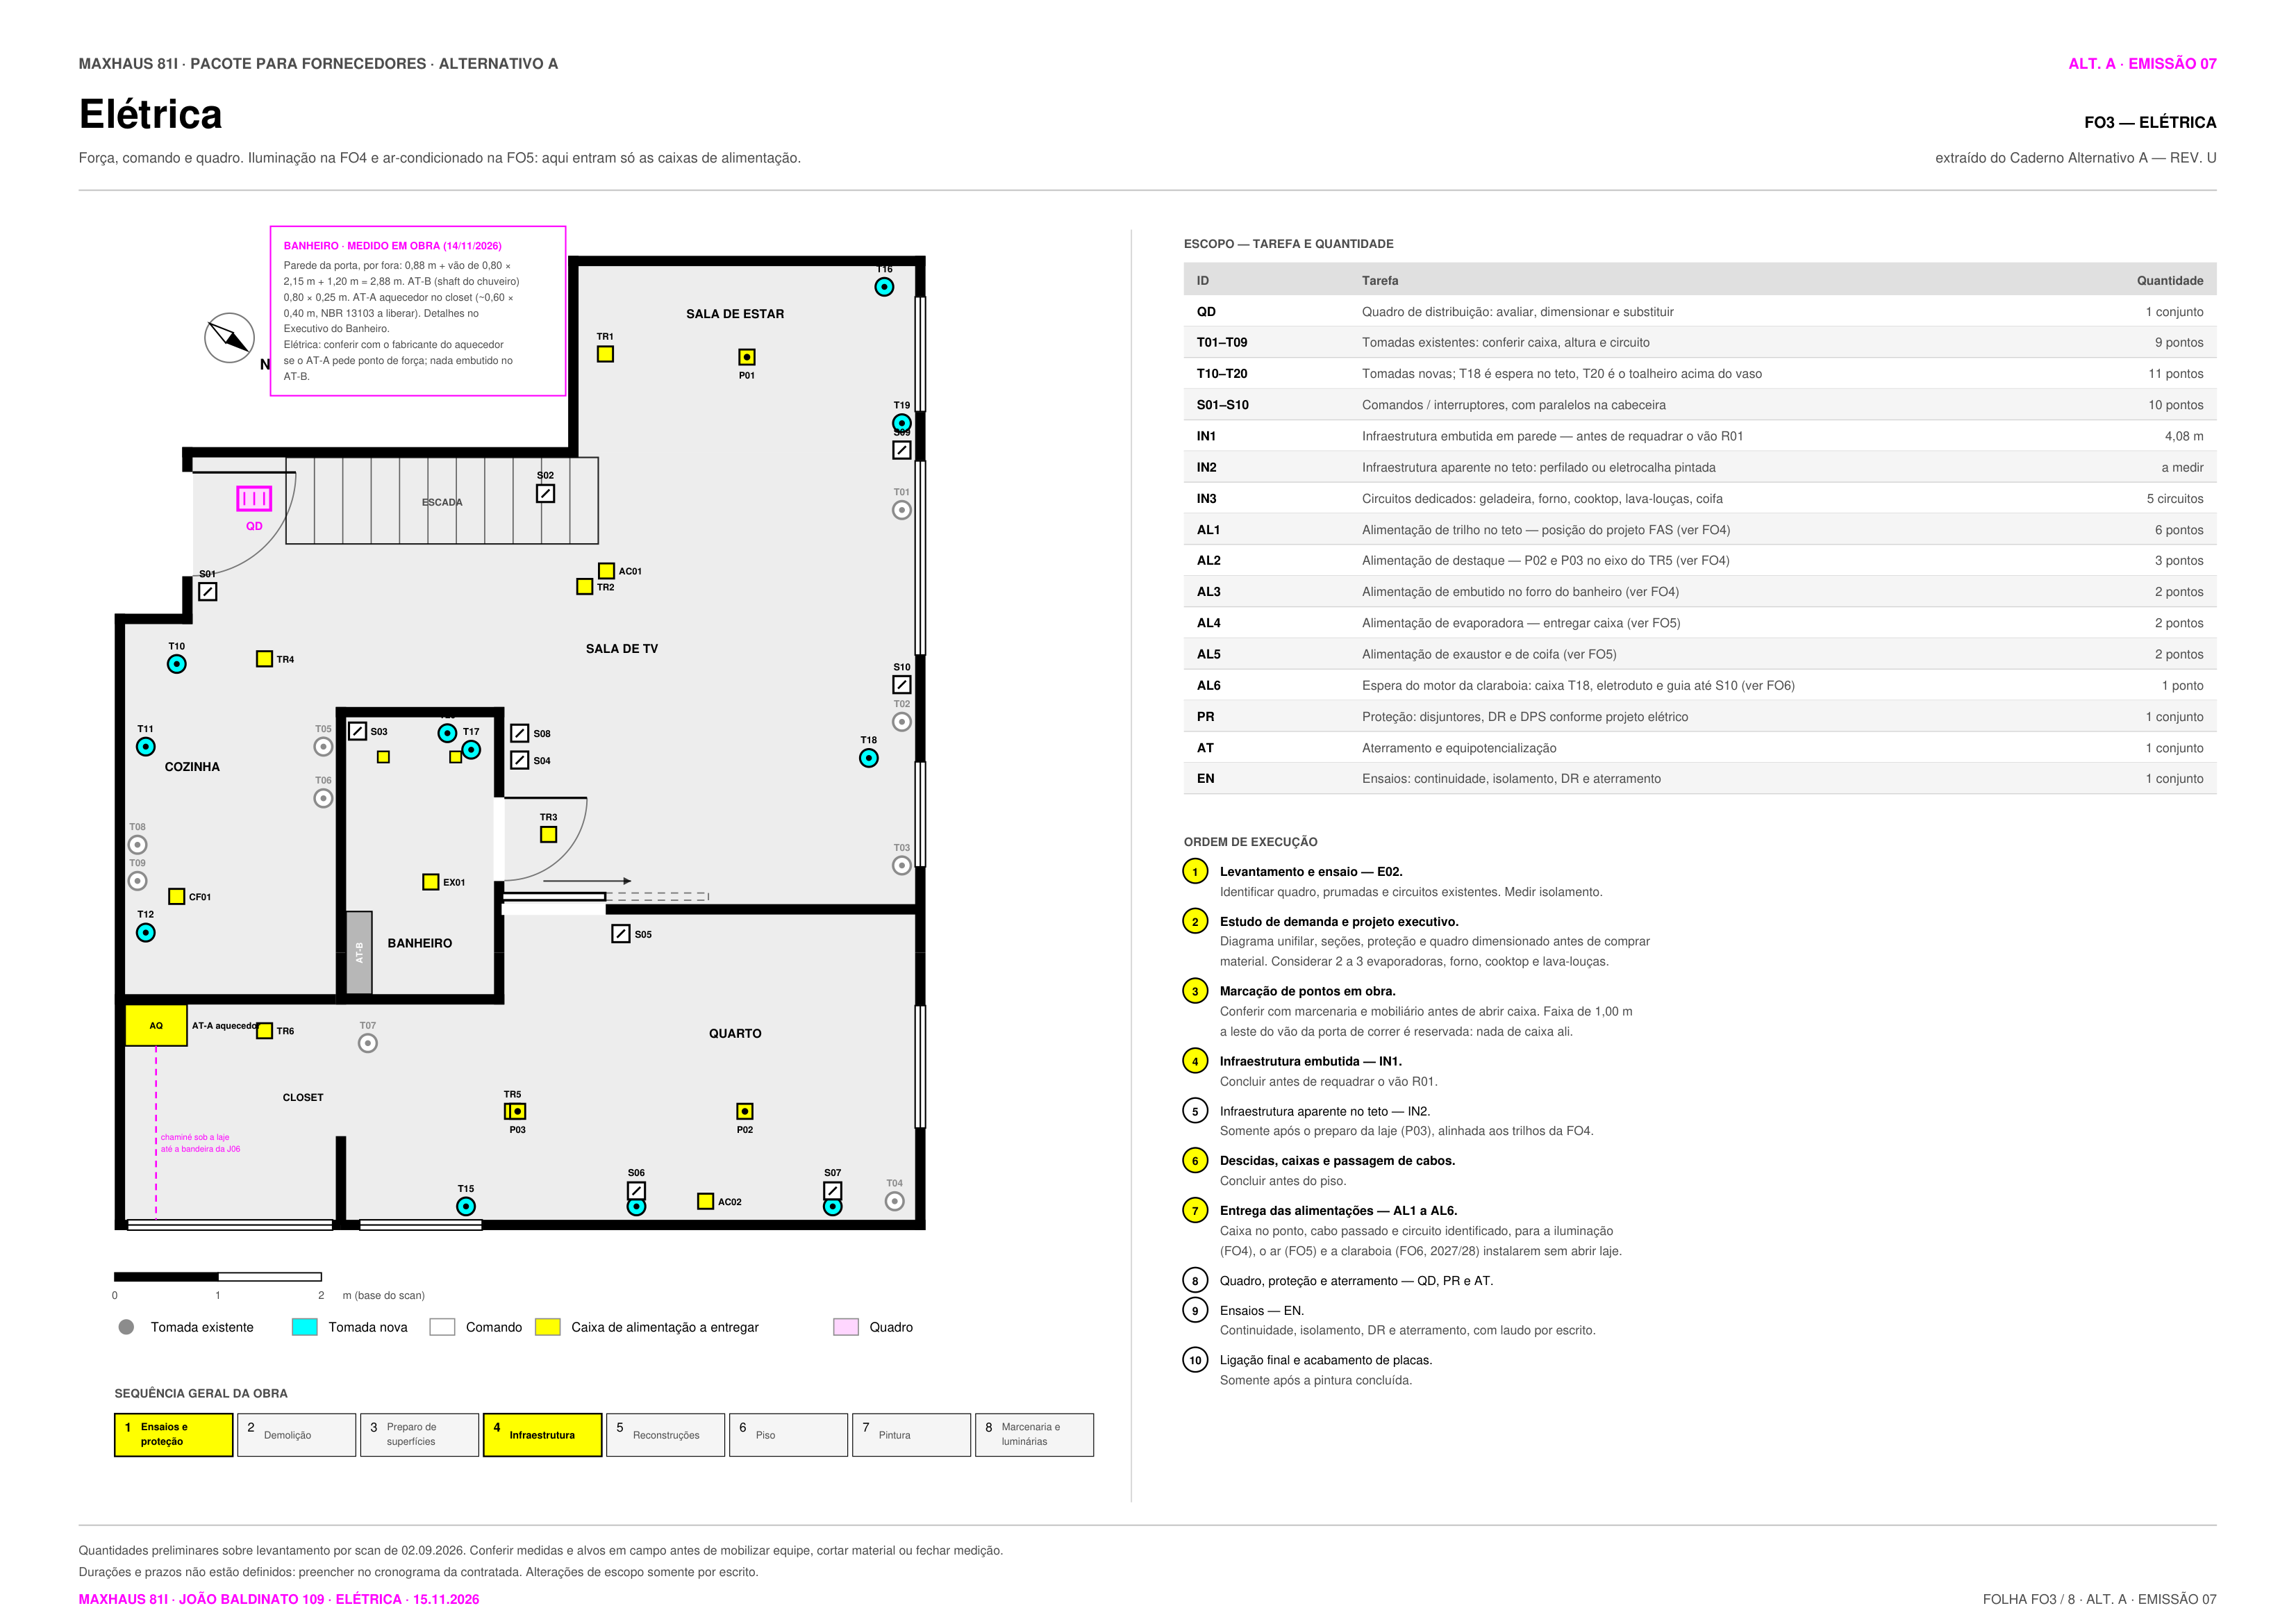 MAXHAUS 81I · PACOTE PARA FORNECEDORES · ALTERNATIVO A
ALT. A · EMISSÃO 07
Elétrica
FO3 — ELÉTRICA
Força, comando e quadro. Iluminação na FO4 e ar-condicionado na FO5: aqui entram só as caixas de alimentação.
extraído do Caderno Alternativo A — REV. U
BANHEIRO · MEDIDO EM OBRA (14/11/2026)
Parede da porta, por fora: 0,88 m + vão de 0,80 ×
2,15 m + 1,20 m = 2,88 m. AT-B (shaft do chuveiro)
0,80 × 0,25 m. AT-A aquecedor no closet (~0,60 ×
0,40 m, NBR 13103 a liberar). Detalhes no
Executivo do Banheiro.
Elétrica: conferir com o fabricante do aquecedor
se o AT-A pede ponto de força; nada embutido no
AT-B.
N
T16
SALA DE ESTAR
TR1
P01
T19
S09
S02
T01
ESCADA
QD
S01
AC01
TR2
SALA DE TV
T10
TR4
S10
T02
T11
T05
S03
T17
S08
T18
S04
COZINHA
T06
TR3
T08
T03
T09
EX01
CF01
T12
S05
BANHEIRO
AT-B
AQ
AT-A aquecedor
TR6
T07
QUARTO
CLOSET
TR5
P03
P02
chaminé sob a laje
até a bandeira da J06
S06
S07
T15
T04
AC02
0
1
2
m (base do scan)
Tomada existente
Tomada nova
Comando
Caixa de alimentação a entregar
Quadro
SEQUÊNCIA GERAL DA OBRA
1 Ensaios e
proteção
2 Demolição
3 Preparo de
superfícies
4 Infraestrutura
5 Reconstruções
6 Piso
7 Pintura
8 Marcenaria e
luminárias
ESCOPO — TAREFA E QUANTIDADE
ID Tarefa Quantidade
QD Quadro de distribuição: avaliar, dimensionar e substituir 1 conjunto
T01–T09 Tomadas existentes: conferir caixa, altura e circuito 9 pontos
T10–T20 Tomadas novas; T18 é espera no teto, T20 é o toalheiro acima do vaso 11 pontos
S01–S10 Comandos / interruptores, com paralelos na cabeceira 10 pontos
IN1 Infraestrutura embutida em parede — antes de requadrar o vão R01 4,08 m
IN2 Infraestrutura aparente no teto: perfilado ou eletrocalha pintada a medir
IN3 Circuitos dedicados: geladeira, forno, cooktop, lava-louças, coifa 5 circuitos
AL1 Alimentação de trilho no teto — posição do projeto FAS (ver FO4) 6 pontos
AL2 Alimentação de destaque — P02 e P03 no eixo do TR5 (ver FO4) 3 pontos
AL3 Alimentação de embutido no forro do banheiro (ver FO4) 2 pontos
AL4 Alimentação de evaporadora — entregar caixa (ver FO5) 2 pontos
AL5 Alimentação de exaustor e de coifa (ver FO5) 2 pontos
AL6 Espera do motor da claraboia: caixa T18, eletroduto e guia até S10 (ver FO6) 1 ponto
PR Proteção: disjuntores, DR e DPS conforme projeto elétrico 1 conjunto
AT Aterramento e equipotencialização 1 conjunto
EN Ensaios: continuidade, isolamento, DR e aterramento 1 conjunto
ORDEM DE EXECUÇÃO
1 Levantamento e ensaio — E02.
Identificar quadro, prumadas e circuitos existentes. Medir isolamento.
2 Estudo de demanda e projeto executivo.
Diagrama unifilar, seções, proteção e quadro dimensionado antes de comprar
material. Considerar 2 a 3 evaporadoras, forno, cooktop e lava-louças.
3 Marcação de pontos em obra.
Conferir com marcenaria e mobiliário antes de abrir caixa. Faixa de 1,00 m
a leste do vão da porta de correr é reservada: nada de caixa ali.
4 Infraestrutura embutida — IN1.
Concluir antes de requadrar o vão R01.
5 Infraestrutura aparente no teto — IN2.
Somente após o preparo da laje (P03), alinhada aos trilhos da FO4.
6 Descidas, caixas e passagem de cabos.
Concluir antes do piso.
7 Entrega das alimentações — AL1 a AL6.
Caixa no ponto, cabo passado e circuito identificado, para a iluminação
(FO4), o ar (FO5) e a claraboia (FO6, 2027/28) instalarem sem abrir laje.
8 Quadro, proteção e aterramento — QD, PR e AT.
9 Ensaios — EN.
Continuidade, isolamento, DR e aterramento, com laudo por escrito.
10 Ligação final e acabamento de placas.
Somente após a pintura concluída.
Quantidades preliminares sobre levantamento por scan de 02.09.2026. Conferir medidas e alvos em campo antes de mobilizar equipe, cortar material ou fechar medição.
Durações e prazos não estão definidos: preencher no cronograma da contratada. Alterações de escopo somente por escrito.
MAXHAUS 81I · JOÃO BALDINATO 109 · ELÉTRICA · 15.11.2026
FOLHA FO3 / 8 · ALT. A · EMISSÃO 07